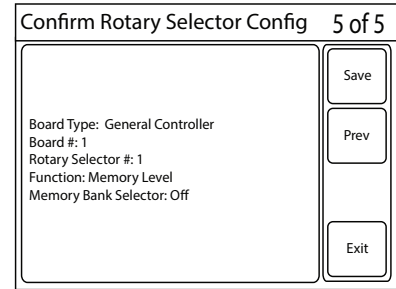 Confirm Rotary Selector Config 5 of 5
Save
Board Type: General Controller
Board #: 1
Prev
Rotary Selector #: 1
Function: Memory Level
Memory Bank Selector: Off
Exit